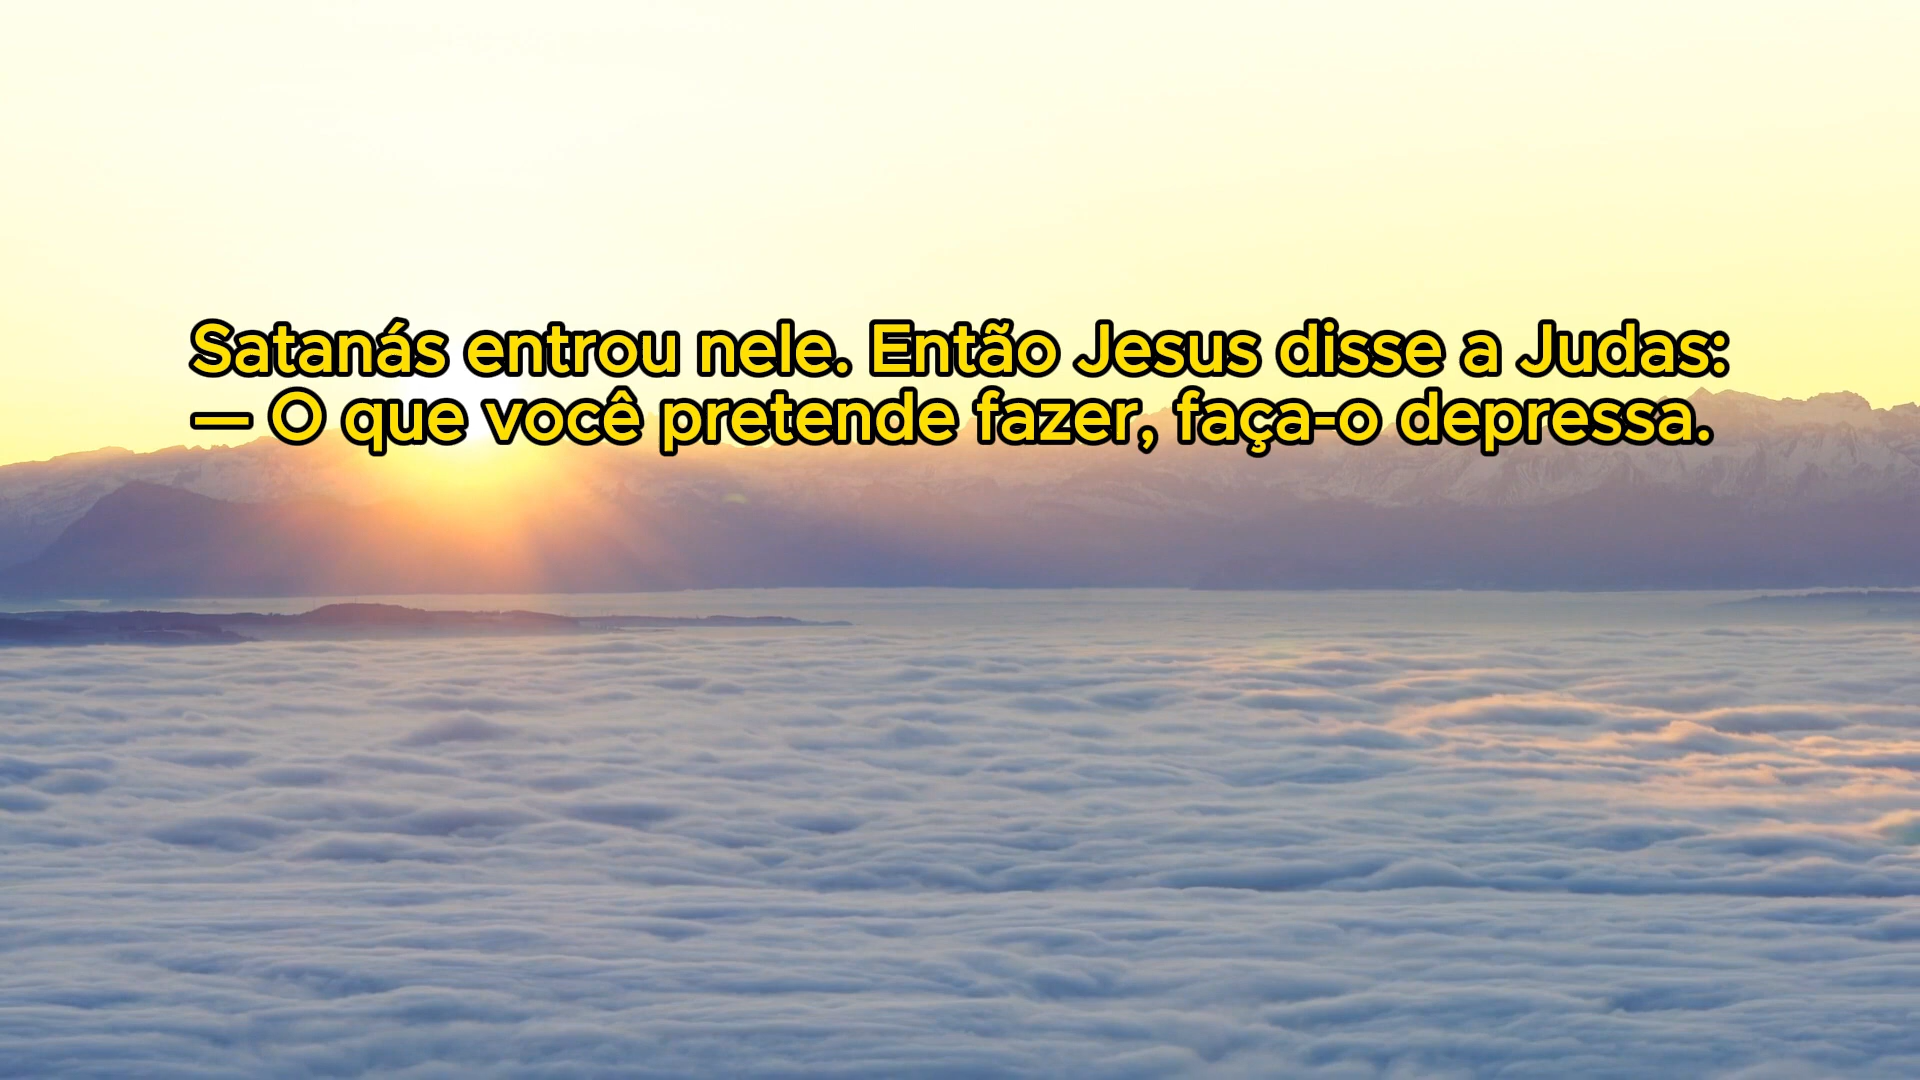 Satanás entrou nele. Então Jesus disse a Judas:
— O que você pretende fazer, faça-o depressa.